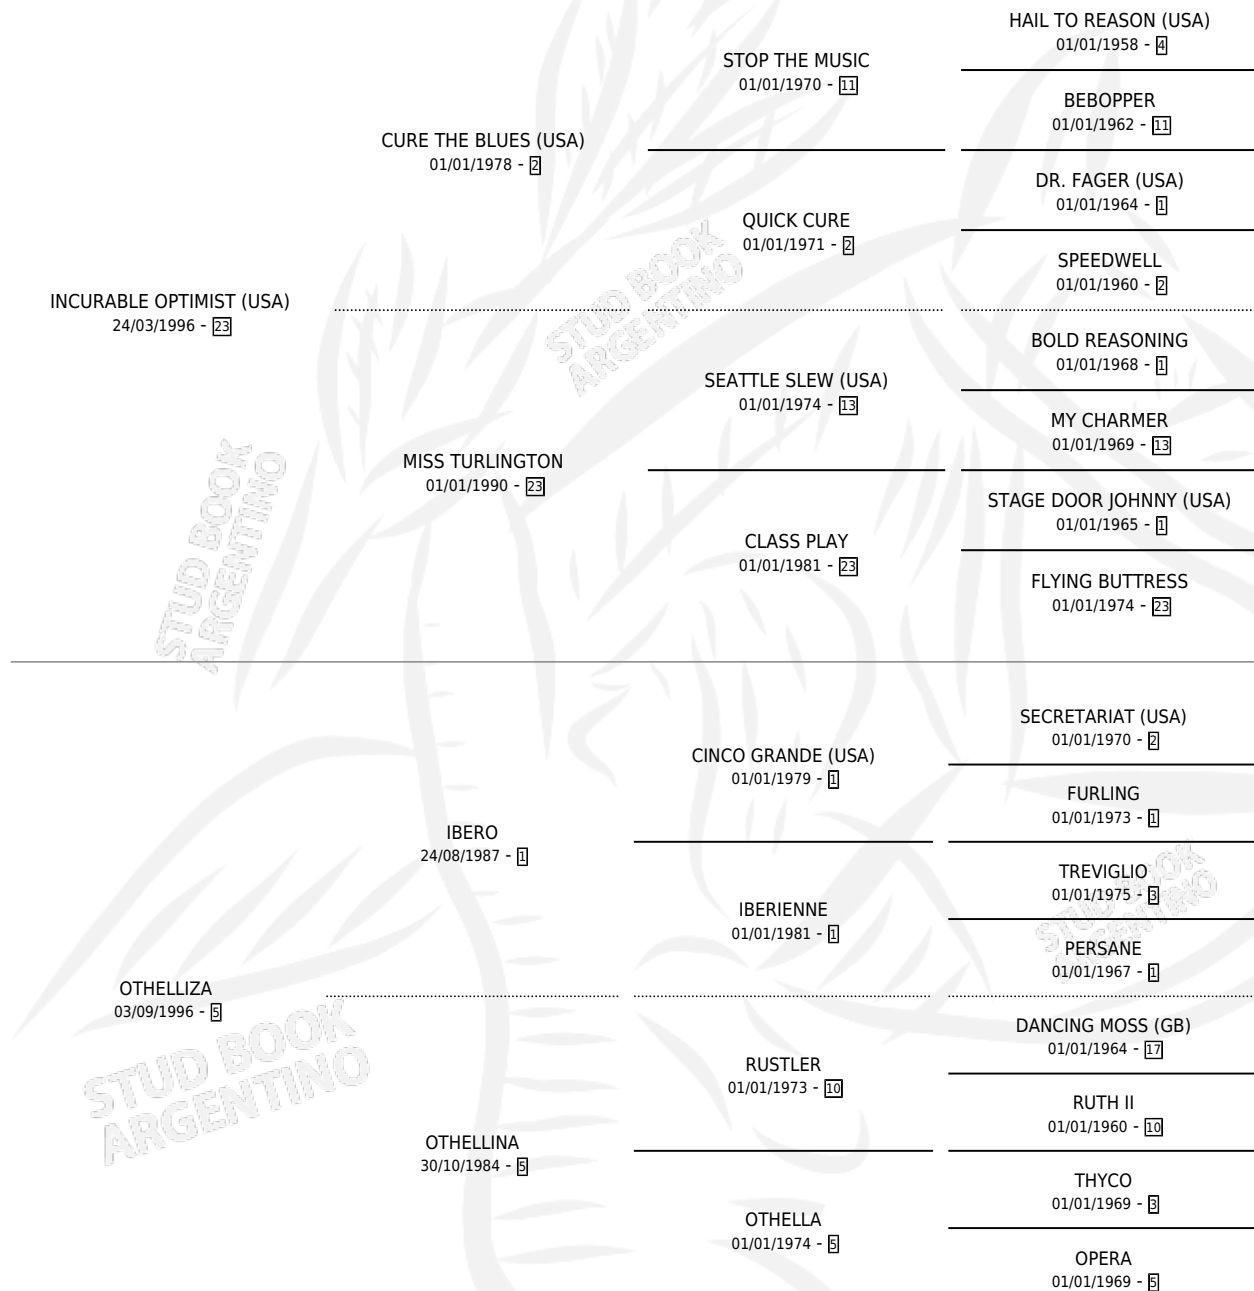 HAIL TO REASON (USA)
01/01/1958 - 4
STOP THE MUSIC
01/01/1970 - 11
BEBOPPER
01/01/1962 - 11
CURE THE BLUES (USA)
01/01/1978 - 2
DR. FAGER (USA)
01/01/1964 - 1
QUICK CURE
01/01/1971 - 2
SPEEDWELL
01/01/1960 - 2
INCURABLE OPTIMIST (USA)
24/03/1996 - 23
STUD BOOK
ARGENTINO
BOLD REASONING
01/01/1968 - 1
SEATTLE SLEW (USA)
01/01/1974 - 13
MY CHARMER
01/01/1969 - 13
MISS TURLINGTON
01/01/1990 - 23
STAGE DOOR JOHNNY (USA)
01/01/1965 - 1
CLASS PLAY
01/01/1981 - 23
FLYING BUTTRESS
01/01/1974 - 23
STUD BOOK
ARGENTINO
SECRETARIAT (USA)
01/01/1970 - 2
CINCO GRANDE (USA)
01/01/1979 - 1
FURLING
01/01/1973 - 1
IBERO
24/08/1987 - 1
TREVIGLIO
01/01/1975 - 3
IBERIENNE
01/01/1981 - 1
PERSANE
01/01/1967 - 1
STUD BOOK
ARGENTINO
OTHELLIZA
03/09/1996 - 5
DANCING MOSS (GB)
01/01/1964 - 17
RUSTLER
01/01/1973 - 10
RUTH II
01/01/1960 - 10
STUD BOOK
ARGENTINO
OTHELLINA
30/10/1984 - 5
THYCO
01/01/1969 - 3
OTHELLA
01/01/1974 - 5
OPERA
01/01/1969 - 5